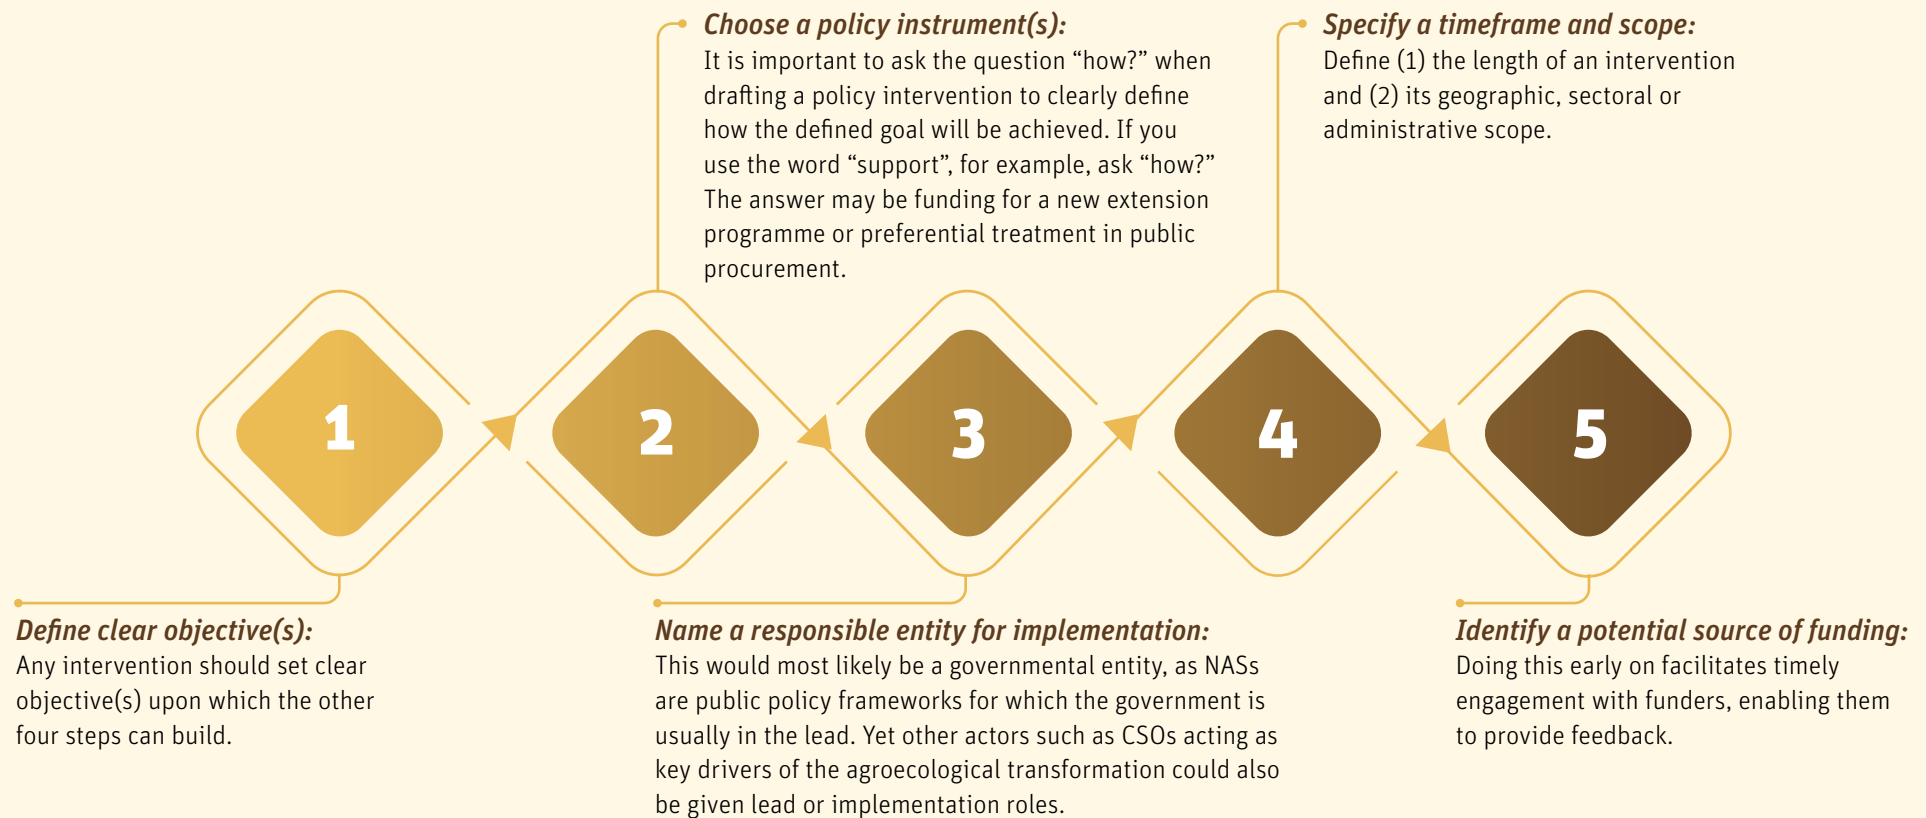 1
Define clear objective(s):
Any intervention should set clear
objective(s) upon which the other
four steps can build.
2
Choose a policy instrument(s):
It is important to ask the question “how?” when
drafting a policy intervention to clearly define
how the defined goal will be achieved. If you
use the word “support”, for example, ask “how?”
The answer may be funding for a new extension
programme or preferential treatment in public
procurement.
3
Name a responsible entity for implementation:
This would most likely be a governmental entity, as NASs
are public policy frameworks for which the government is
usually in the lead. Yet other actors such as CSOs acting as
key drivers of the agroecological transformation could also
be given lead or implementation roles.
4
Specify a timeframe and scope:
Define (1) the length of an intervention
and (2) its geographic, sectoral or
administrative scope.
5
Identify a potential source of funding:
Doing this early on facilitates timely
engagement with funders, enabling them
to provide feedback.